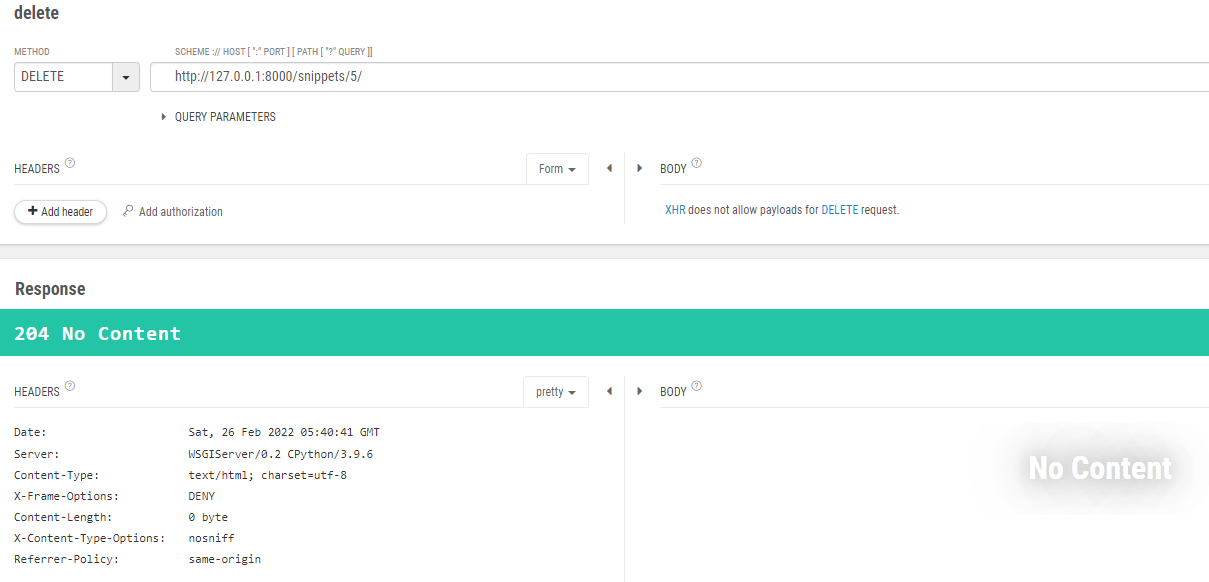 delete
METHOD SCHEME :// HOST [ ":" PORT ] [ PATH [ "?" QUERY ]]
DELETE http://127.0.0.1:8000/snippets/5/
QUERY PARAMETERS
HEADERS ? Form BODY ?
+ Add header Add authorization XHR does not allow payloads for DELETE request.
Response
204 No Content
HEADERS ? pretty BODY ?
Date: Sat, 26 Feb 2022 05:40:41 GMT
Server: WSGIServer/0.2 CPython/3.9.6
Content-Type: text/html; charset=utf-8
X-Frame-Options: DENY
Content-Length: 0 byte
X-Content-Type-Options: nosniff
Referrer-Policy: same-origin
No Content